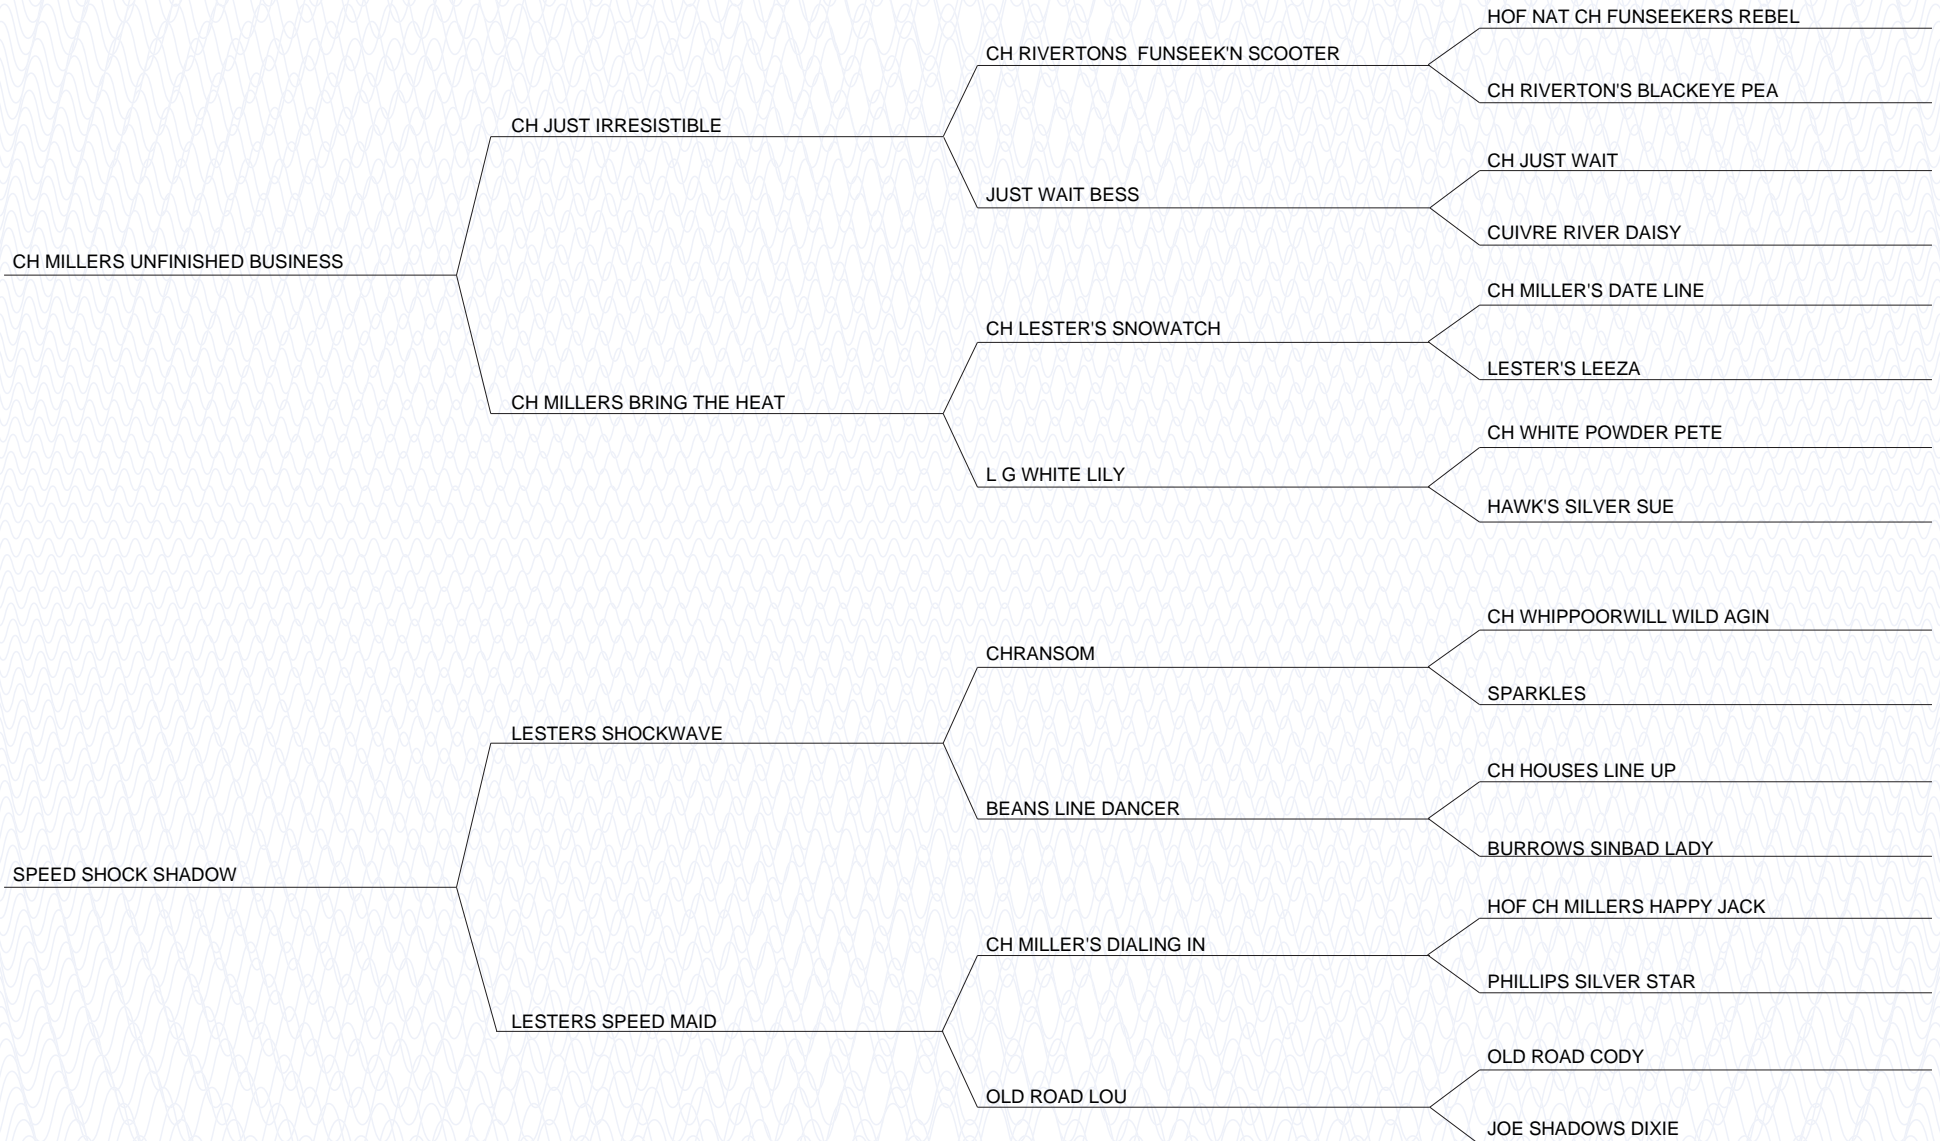 HOF NAT CH FUNSEEKERS REBEL
CH RIVERTONS  FUNSEEK'N SCOOTER
CH RIVERTON'S BLACKEYE PEA
CH JUST IRRESISTIBLE
CH JUST WAIT
JUST WAIT BESS
CUIVRE RIVER DAISY
CH MILLERS UNFINISHED BUSINESS
CH MILLER'S DATE LINE
CH LESTER'S SNOWATCH
LESTER'S LEEZA
CH MILLERS BRING THE HEAT
CH WHITE POWDER PETE
L G WHITE LILY
HAWK'S SILVER SUE
CH WHIPPOORWILL WILD AGIN
CHRANSOM
SPARKLES
LESTERS SHOCKWAVE
CH HOUSES LINE UP
BEANS LINE DANCER
BURROWS SINBAD LADY
SPEED SHOCK SHADOW
HOF CH MILLERS HAPPY JACK
CH MILLER'S DIALING IN
PHILLIPS SILVER STAR
LESTERS SPEED MAID
OLD ROAD CODY
OLD ROAD LOU
JOE SHADOWS DIXIE